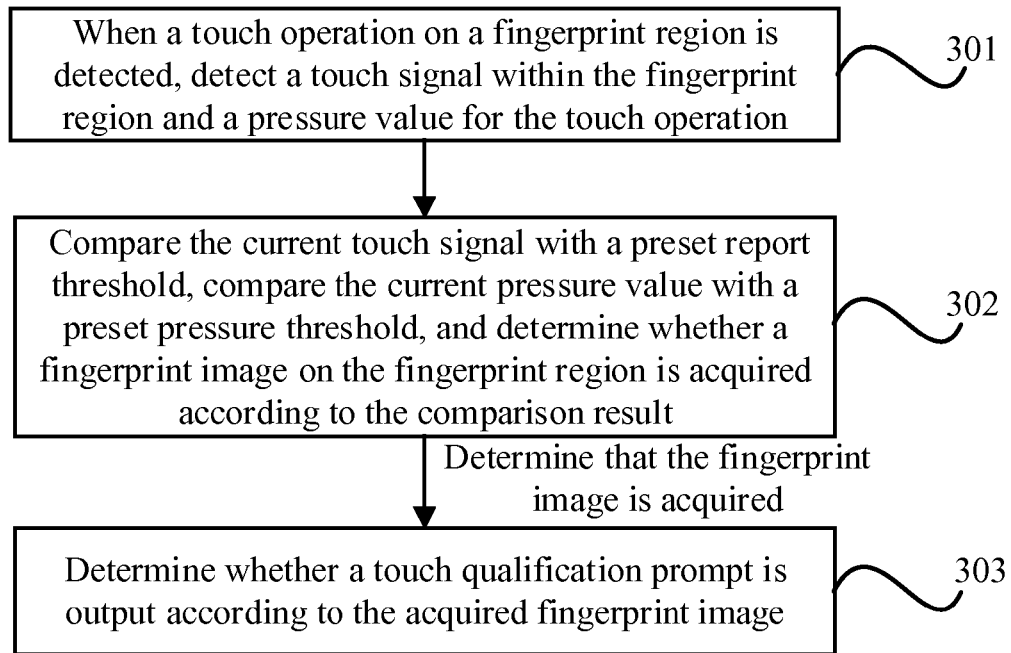 When a touch operation on a fingerprint region is
detected, detect a touch signal within the fingerprint
region and a pressure value for the touch operation
301
Compare the current touch signal with a preset report
threshold, compare the current pressure value with a
preset pressure threshold, and determine whether a
fingerprint image on the fingerprint region is acquired
according to the comparison result
302
Determine that the fingerprint
image is acquired
Determine whether a touch qualification prompt is
output according to the acquired fingerprint image
303